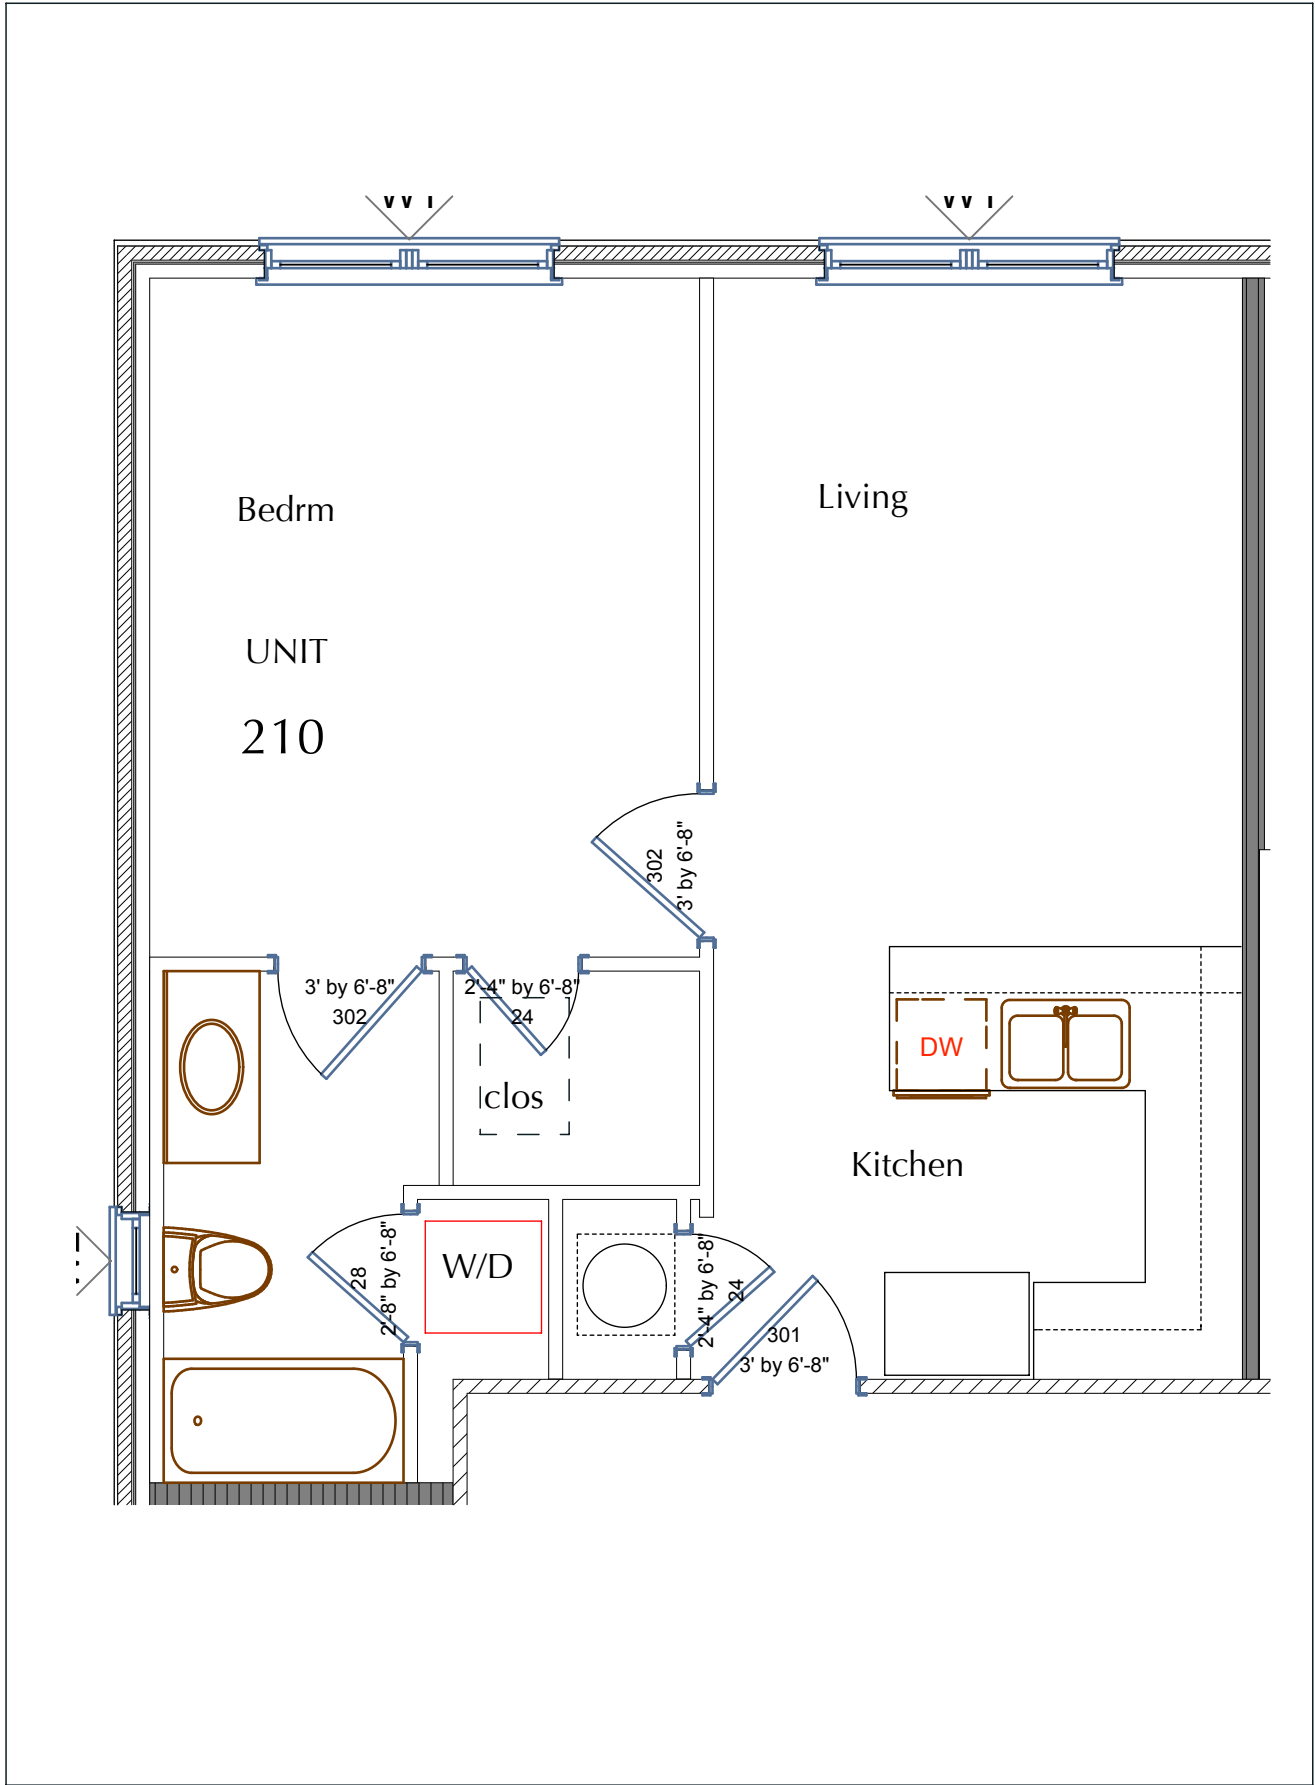 Bedrm
Living
UNIT
210
302
3' by 6'-8"
3' by 6'-8"
302
2'-4" by 6'-8"
24
clos
DW
Kitchen
28
2'-8" by 6'-8"
W/D
2'-4" by 6'-8"
24
301
3' by 6'-8"